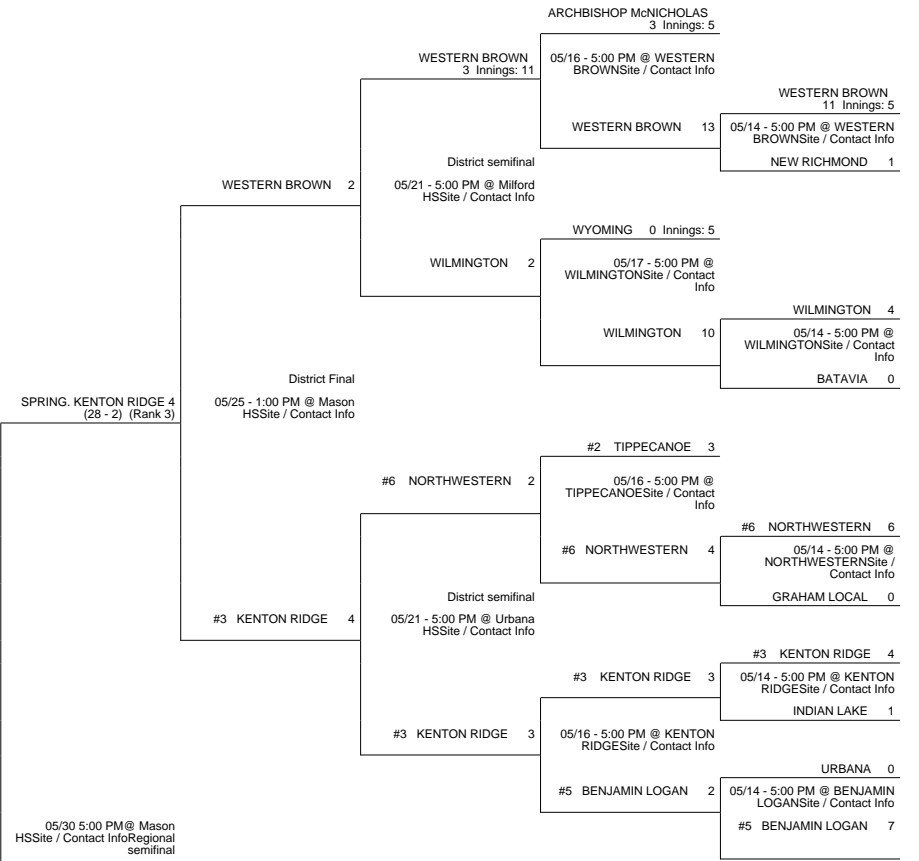 ARCHBISHOP McNICHOLAS
3 Innings: 5
WESTERN BROWN
3 Innings: 11
05/16 - 5:00 PM @ WESTERN
BROWNSite / Contact Info
WESTERN BROWN
11 Innings: 5
WESTERN BROWN 13
05/14 - 5:00 PM @ WESTERN
BROWNSite / Contact Info
District semifinal
NEW RICHMOND 1
WESTERN BROWN 2
05/21 - 5:00 PM @ Milford
HSSite / Contact Info
WYOMING 0 Innings: 5
WILMINGTON 2
05/17 - 5:00 PM @
WILMINGTONSite / Contact
Info
WILMINGTON 4
WILMINGTON 10
05/14 - 5:00 PM @
WILMINGTONSite / Contact
Info
District Final
BATAVIA 0
SPRING. KENTON RIDGE 4
(28 - 2) (Rank 3)
05/25 - 1:00 PM @ Mason
HSSite / Contact Info
#2 TIPPECANOE 3
#6 NORTHWESTERN 2
05/16 - 5:00 PM @
TIPPECANOESite / Contact
Info
#6 NORTHWESTERN 6
#6 NORTHWESTERN 4
05/14 - 5:00 PM @
NORTHWESTERNSite /
Contact Info
District semifinal
GRAHAM LOCAL 0
#3 KENTON RIDGE 4
05/21 - 5:00 PM @ Urbana
HSSite / Contact Info
#3 KENTON RIDGE 4
#3 KENTON RIDGE 3
05/14 - 5:00 PM @ KENTON
RIDGESite / Contact Info
INDIAN LAKE 1
#3 KENTON RIDGE 3
05/16 - 5:00 PM @ KENTON
RIDGESite / Contact Info
URBANA 0
#5 BENJAMIN LOGAN 2
05/14 - 5:00 PM @ BENJAMIN
LOGANSite / Contact Info
#5 BENJAMIN LOGAN 7
05/30 5:00 PM@ Mason
HSSite / Contact InfoRegional
semifinal